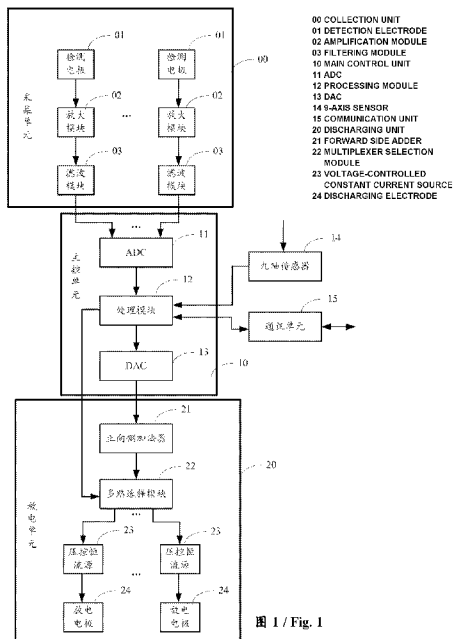 01
01
检测
电极
检测
电极
00
采集单元
02
02
放大
模块
...
放大
模块
03
03
滤波模块
滤波模块
...
11
ADC
主控单元
12
处理模块
13
DAC
10
14
九轴传感器
15
通讯单元
21
正向侧加法器
22
多路选择模块
20
放电单元
...
23
23
压控恒
流源
压控恒
流源
...
24
24
放电
电极
...
放电
电极
00 COLLECTION UNIT
01 DETECTION ELECTRODE
02 AMPLIFICATION MODULE
03 FILTERING MODULE
10 MAIN CONTROL UNIT
11 ADC
12 PROCESSING MODULE
13 DAC
14 9-AXIS SENSOR
15 COMMUNICATION UNIT
20 DISCHARGING UNIT
21 FORWARD SIDE ADDER
22 MULTIPLEXER SELECTION
MODULE
23 VOLTAGE-CONTROLLED
CONSTANT CURRENT SOURCE
24 DISCHARGING ELECTRODE
图 1 / Fig. 1